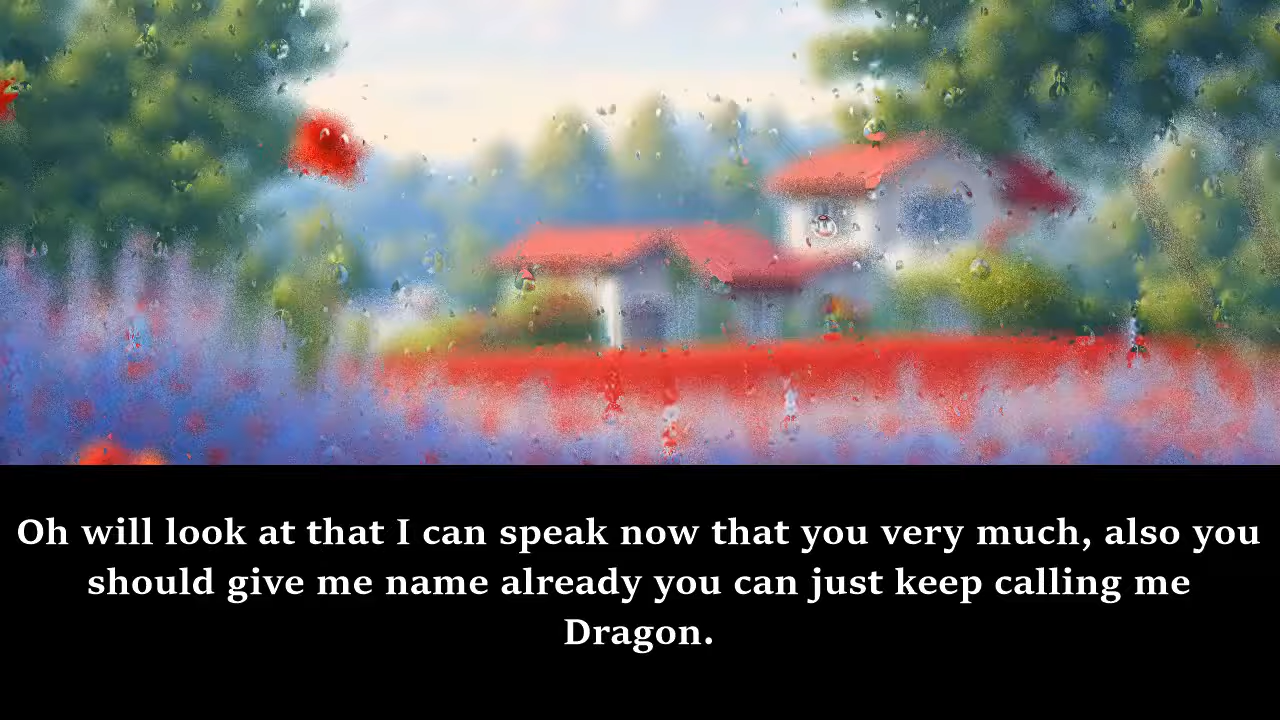 Oh will look at that I can speak now that you very much, also you
should give me name already you can just keep calling me
Dragon.